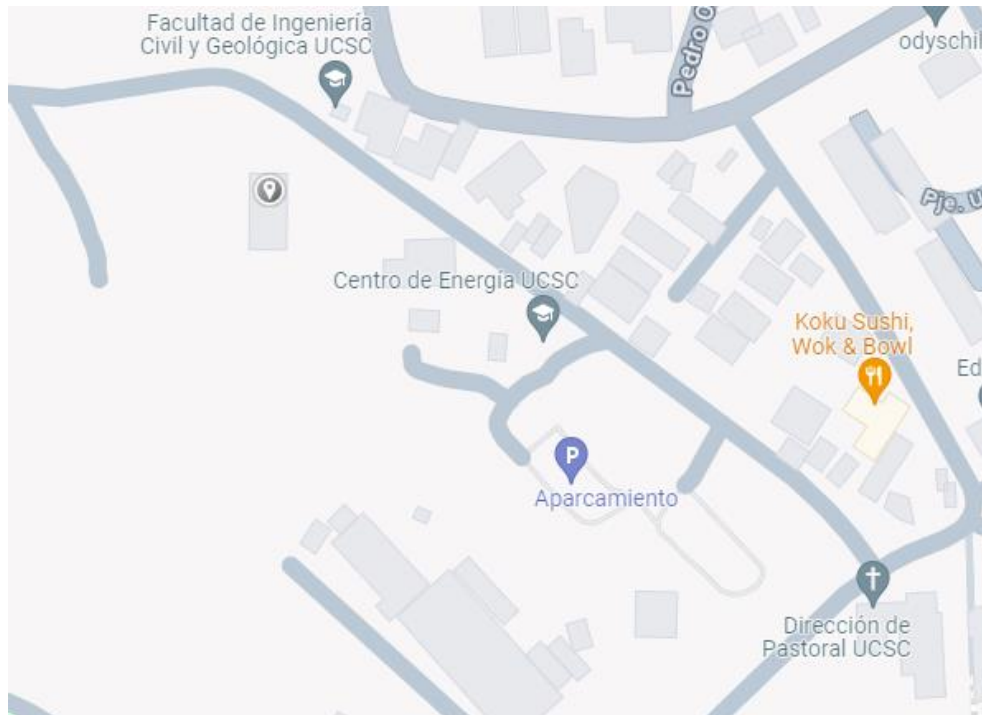 Facultad de Ingeniería
Civil y Geológica UCSC
Pedro
odyschil
Pje. U
Centro de Energía UCSC
Koku Sushi,
Wok & Bowl
Ed
P
Aparcamiento
Dirección de
Pastoral UCSC